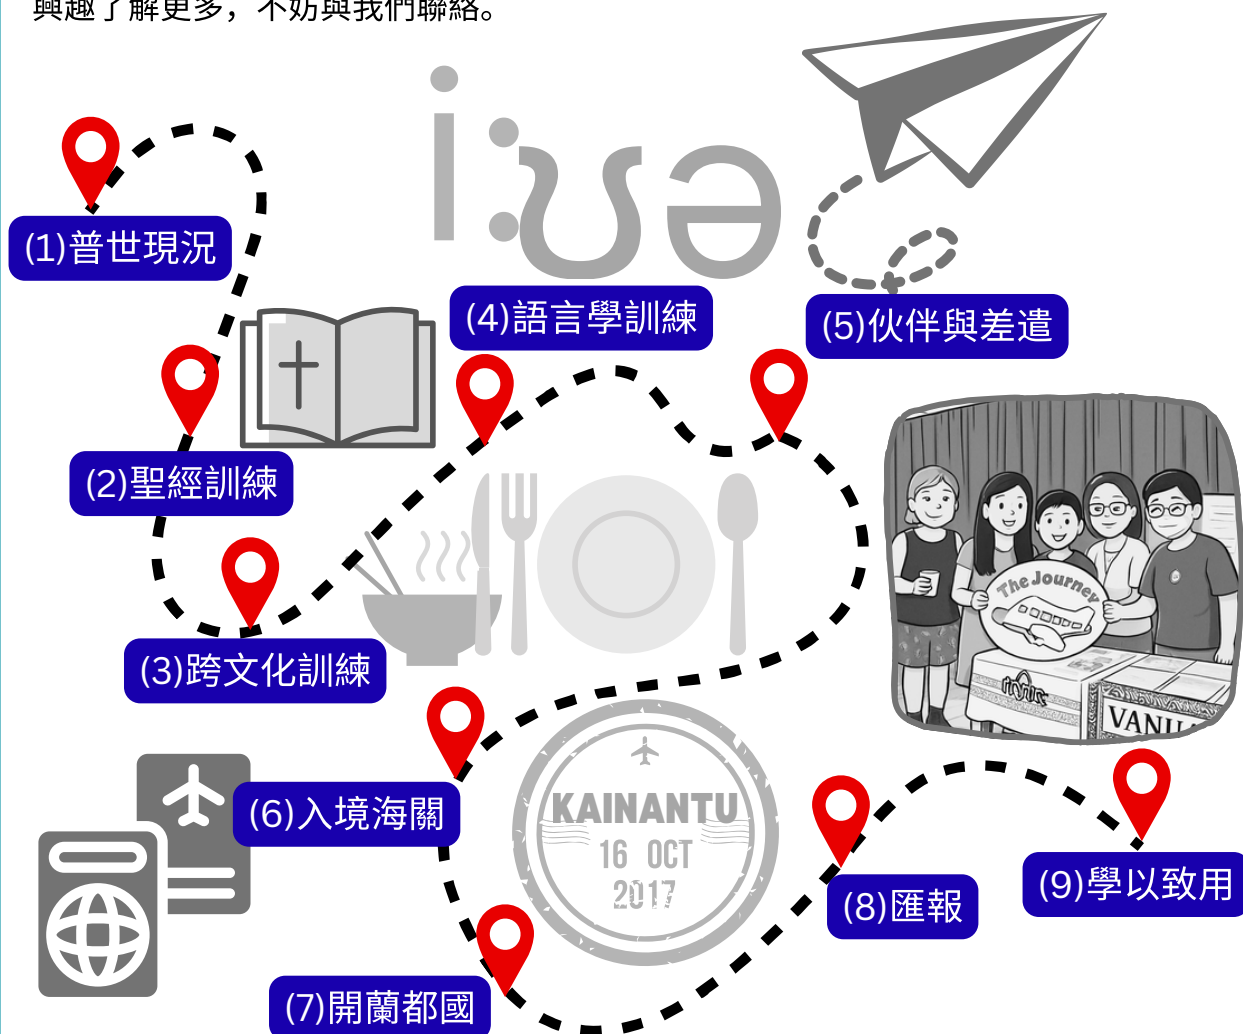 興趣了解更多，不妨與我們聯絡。
iːʊə
(1)普世現況
(4)語言學訓練
(5)伙伴與差遣
(2)聖經訓練
The Journey
(3)跨文化訓練
VANUA
KAINANTU
16 OCT
2017
(6)入境海關
(9)學以致用
(8)匯報
(7)開蘭都國